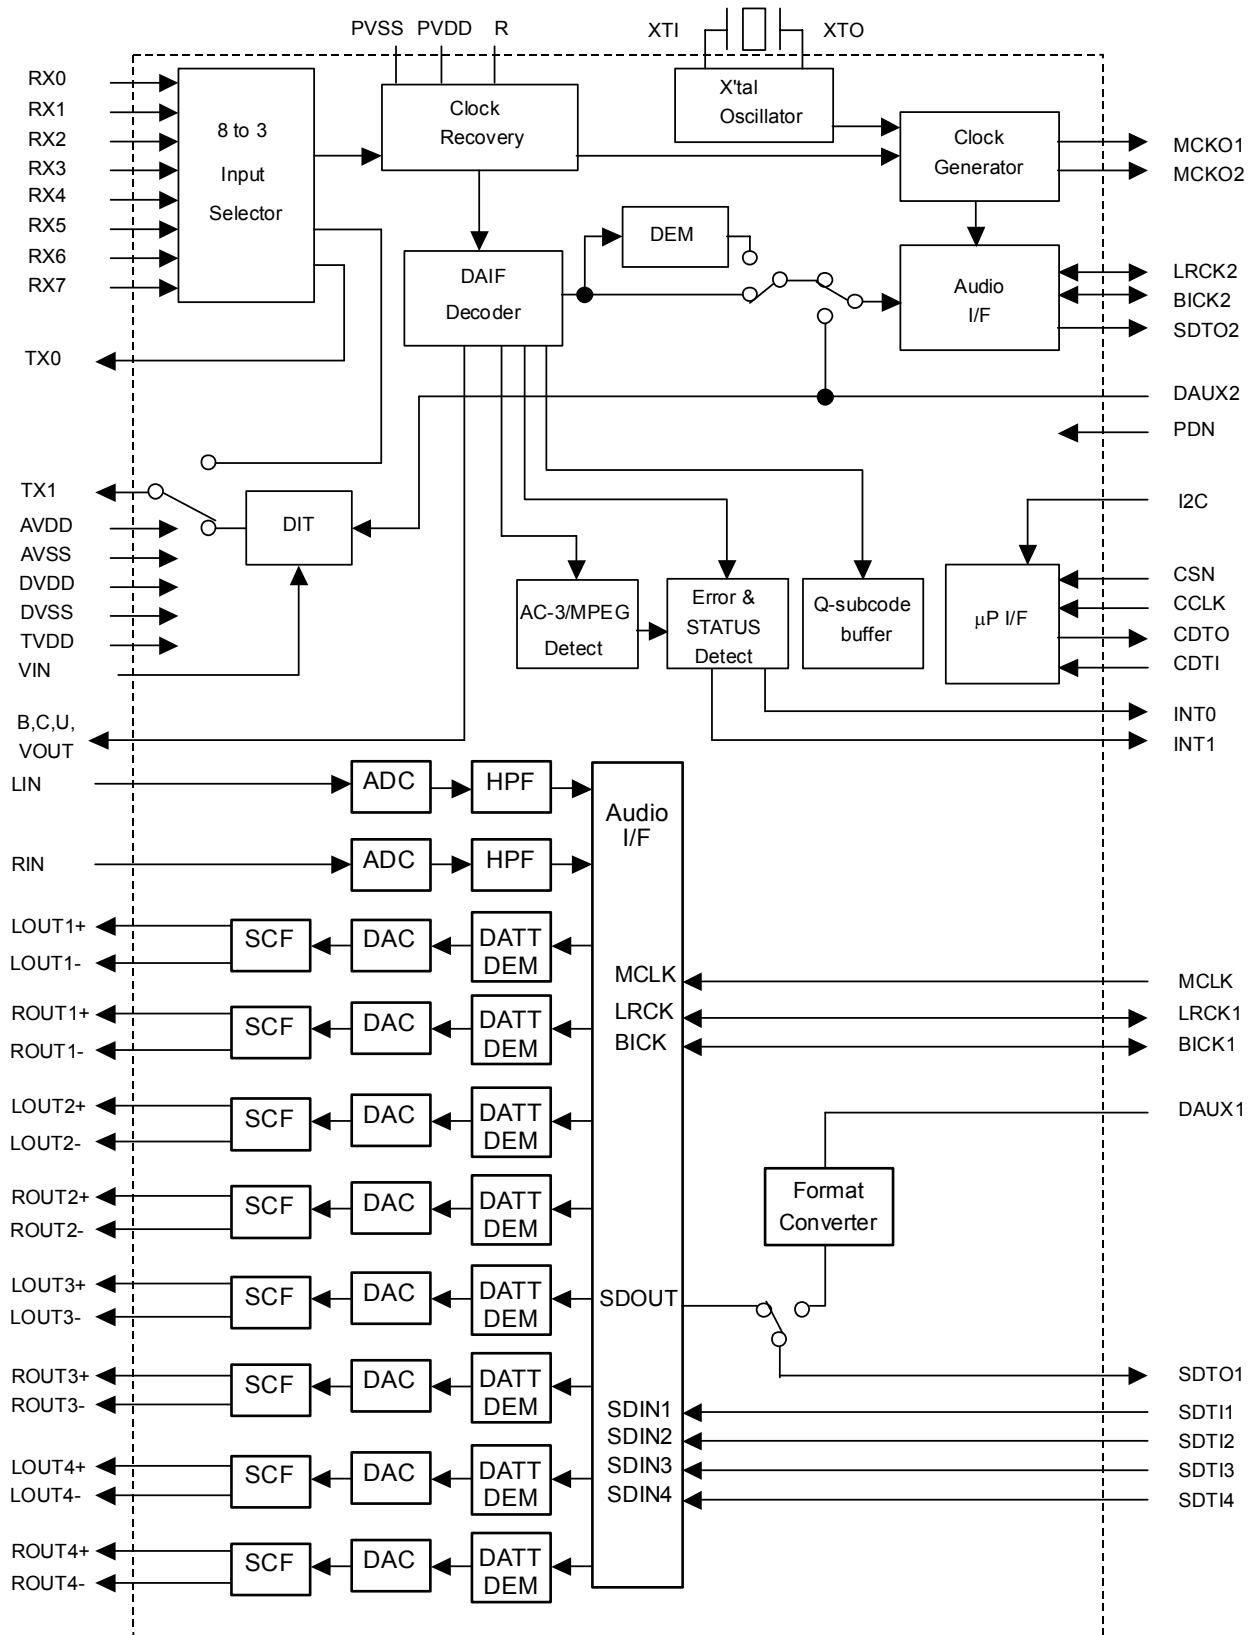 PVSS PVDD R
XTI XTO
RX0
RX1
RX2
RX3
RX4
RX5
RX6
RX7
8 to 3
Input
Selector
Clock
Recovery
X'tal
Oscillator
Clock
Generator
MCKO1
MCKO2
DEM
DAIF
Decoder
Audio
I/F
LRCK2
BICK2
SDTO2
TX0
DAUX2
PDN
TX1
AVDD
AVSS
DVDD
DVSS
TVDD
VIN
DIT
I2C
AC-3/MPEG
Detect
Error &
STATUS
Detect
Q-subcode
buffer
µP I/F
CSN
CCLK
CDTO
CDTI
B,C,U,
VOUT
INT0
INT1
LIN
ADC
HPF
Audio
I/F
RIN
ADC
HPF
LOUT1+
LOUT1-
SCF
DAC
DATT
DEM
MCLK
MCLK
ROUT1+
ROUT1-
SCF
DAC
DATT
DEM
LRCK
BICK
LRCK1
BICK1
LOUT2+
LOUT2-
SCF
DAC
DATT
DEM
DAUX1
ROUT2+
ROUT2-
SCF
DAC
DATT
DEM
Format
Converter
LOUT3+
LOUT3-
SCF
DAC
DATT
DEM
SDOUT
ROUT3+
ROUT3-
SCF
DAC
DATT
DEM
SDTO1
SDIN1
SDIN2
SDIN3
SDIN4
SDTI1
SDTI2
SDTI3
SDTI4
LOUT4+
LOUT4-
SCF
DAC
DATT
DEM
ROUT4+
ROUT4-
SCF
DAC
DATT
DEM